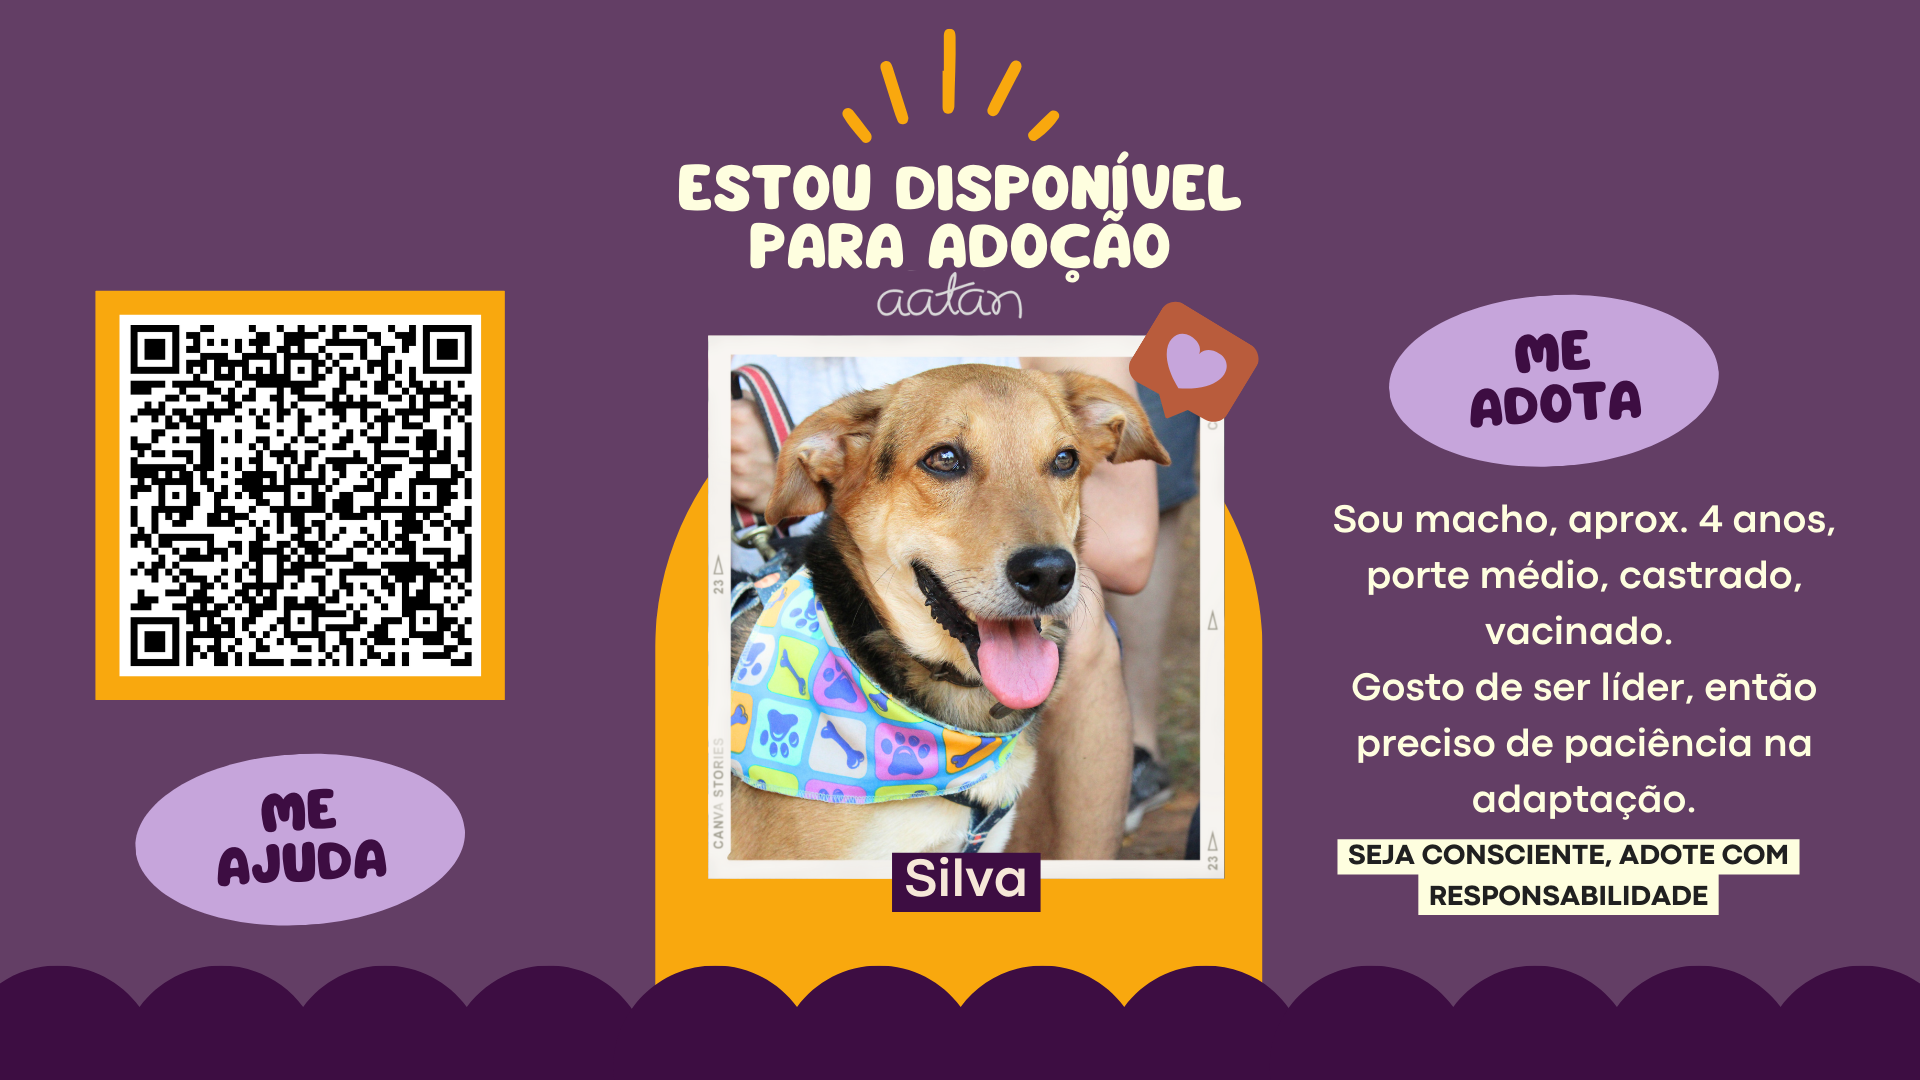 ESTOU DISPONÍVEL
PARA ADOÇÃO
aatan
ME
AJUDA
23
CANVA STORIES
23
Silva
ME
ADOTA
Sou macho, aprox. 4 anos,
porte médio, castrado,
vacinado.
Gosto de ser líder, então
preciso de paciência na
adaptação.
SEJA CONSCIENTE, ADOTE COM
RESPONSABILIDADE